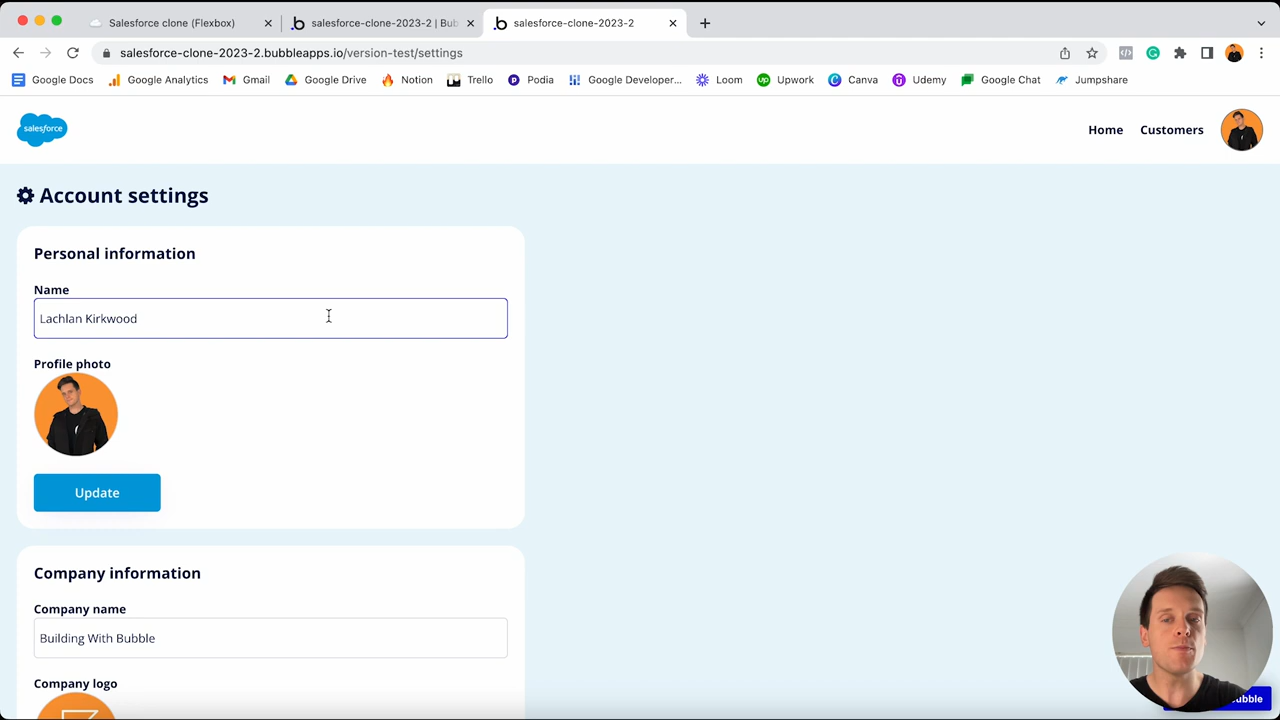 Salesforce clone (Flexbox)
salesforce-clone-2023-2 | Bub
salesforce-clone-2023-2
salesforce-clone-2023-2.bubbleapps.io/version-test/settings
Google Docs
Google Analytics
Gmail
Google Drive
Notion
Trello
Podia
Google Developer...
Loom
Upwork
Canva
Udemy
Google Chat
Jumpshare
salesforce
Home
Customers
Account settings
Personal information
Name
Lachlan Kirkwood
Profile photo
Update
Company information
Company name
Building With Bubble
Company logo